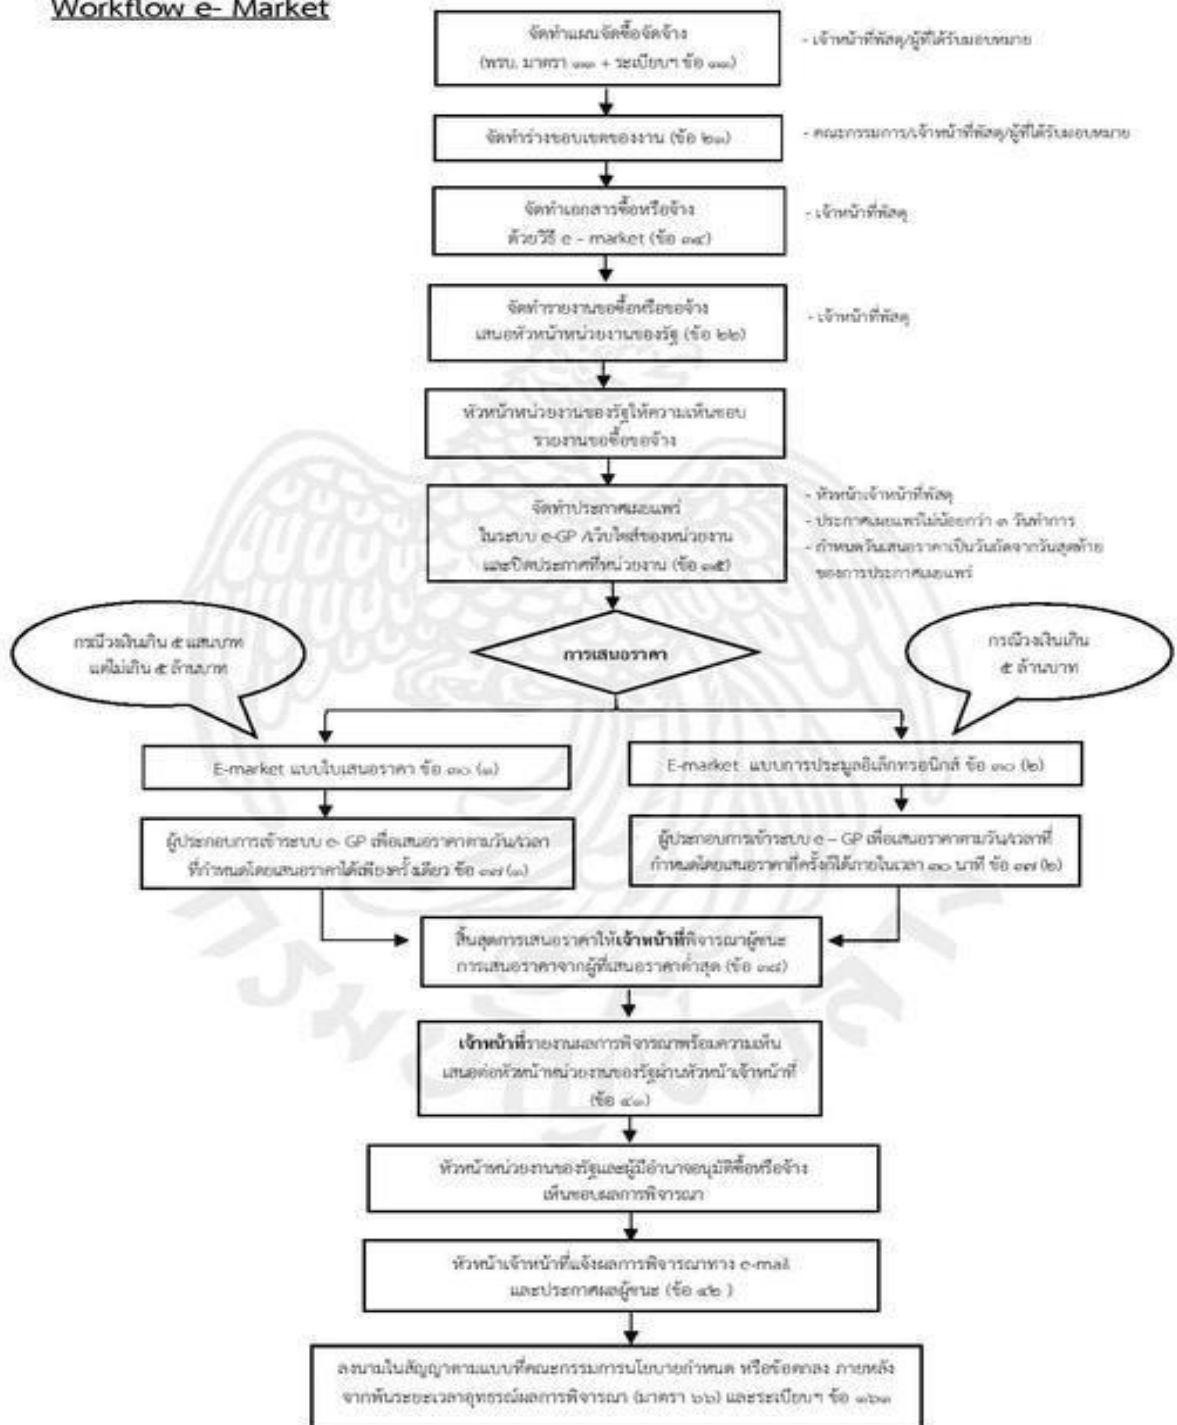 Workflow e- Market
จัดทำแผนจัดซื้อจัดจ้าง
(พรบ. มาตรา ๑๑ + ระเบียบฯ ข้อ ๑๑)
- เจ้าหน้าที่พัสดุ/ผู้ที่ได้รับมอบหมาย
จัดทำร่างขอบเขตของงาน (ข้อ ๒๑)
- คณะกรรมการ/เจ้าหน้าที่พัสดุ/ผู้ที่ได้รับมอบหมาย
จัดทำเอกสารซื้อหรือจ้าง
ด้วยวิธี e – market (ข้อ ๓๔)
- เจ้าหน้าที่พัสดุ
จัดทำรายงานขอซื้อหรือขอจ้าง
เสนอหัวหน้าหน่วยงานของรัฐ (ข้อ ๒๒)
- เจ้าหน้าที่พัสดุ
หัวหน้าหน่วยงานของรัฐให้ความเห็นชอบ
รายงานขอซื้อขอจ้าง
จัดทำประกาศเผยแพร่
ในระบบ e-GP /เว็บไซส์ของหน่วยงาน
และปิดประกาศที่หน่วยงาน (ข้อ ๓๕)
- หัวหน้าเจ้าหน้าที่พัสดุ
- ประกาศเผยแพร่ไม่น้อยกว่า ๓ วันทำการ
- กำหนดวันเสนอราคาเป็นวันถัดจากวันสุดท้าย
ของการประกาศเผยแพร่
กรณีวงเงินเกิน ๕ แสนบาท
แต่ไม่เกิน ๕ ล้านบาท
การเสนอราคา
กรณีวงเงินเกิน
๕ ล้านบาท
E-market แบบใบเสนอราคา ข้อ ๓๐ (๑)
E-market แบบการประมูลอิเล็กทรอนิกส์ ข้อ ๓๐ (๒)
ผู้ประกอบการเข้าระบบ e- GP เพื่อเสนอราคาตามวัน/เวลา
ที่กำหนดโดยเสนอราคาได้เพียงครั้งเดียว ข้อ ๓๗ (๑)
ผู้ประกอบการเข้าระบบ e – GP เพื่อเสนอราคาตามวัน/เวลาที่
กำหนดโดยเสนอราคากี่ครั้งก็ได้ภายในเวลา ๓๐ นาที ข้อ ๓๗ (๒)
สิ้นสุดการเสนอราคาให้เจ้าหน้าที่พิจารณาผู้ชนะ
การเสนอราคาจากผู้ที่เสนอราคาต่ำสุด (ข้อ ๓๘)
เจ้าหน้าที่รายงานผลการพิจารณาพร้อมความเห็น
เสนอต่อหัวหน้าหน่วยงานของรัฐผ่านหัวหน้าเจ้าหน้าที่
(ข้อ ๔๑)
หัวหน้าหน่วยงานของรัฐและผู้มีอำนาจอนุมัติซื้อหรือจ้าง
เห็นชอบผลการพิจารณา
หัวหน้าเจ้าหน้าที่แจ้งผลการพิจารณาทาง e-mail
และประกาศผลผู้ชนะ (ข้อ ๔๒ )
ลงนามในสัญญาตามแบบที่คณะกรรมการนโยบายกำหนด หรือข้อตกลง ภายหลัง
จากพ้นระยะเวลาอุทธรณ์ผลการพิจารณา (มาตรา ๖๖) และระเบียบฯ ข้อ ๑๖๑
กรมบัญชีกลาง